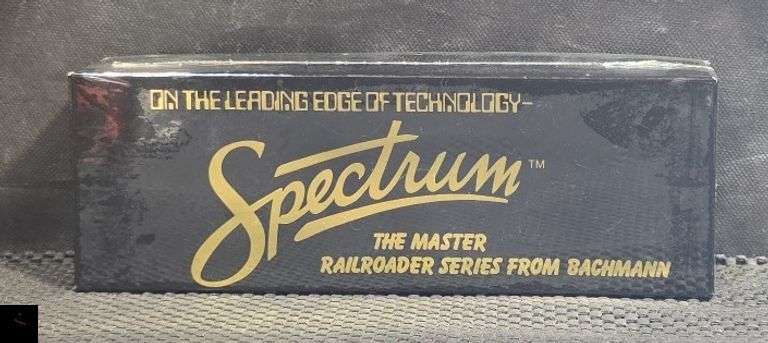 ON THE LEADING EDGE OF TECHNOLOGY-
Spectrum™
THE MASTER
RAILROADER SERIES FROM BACHMANN